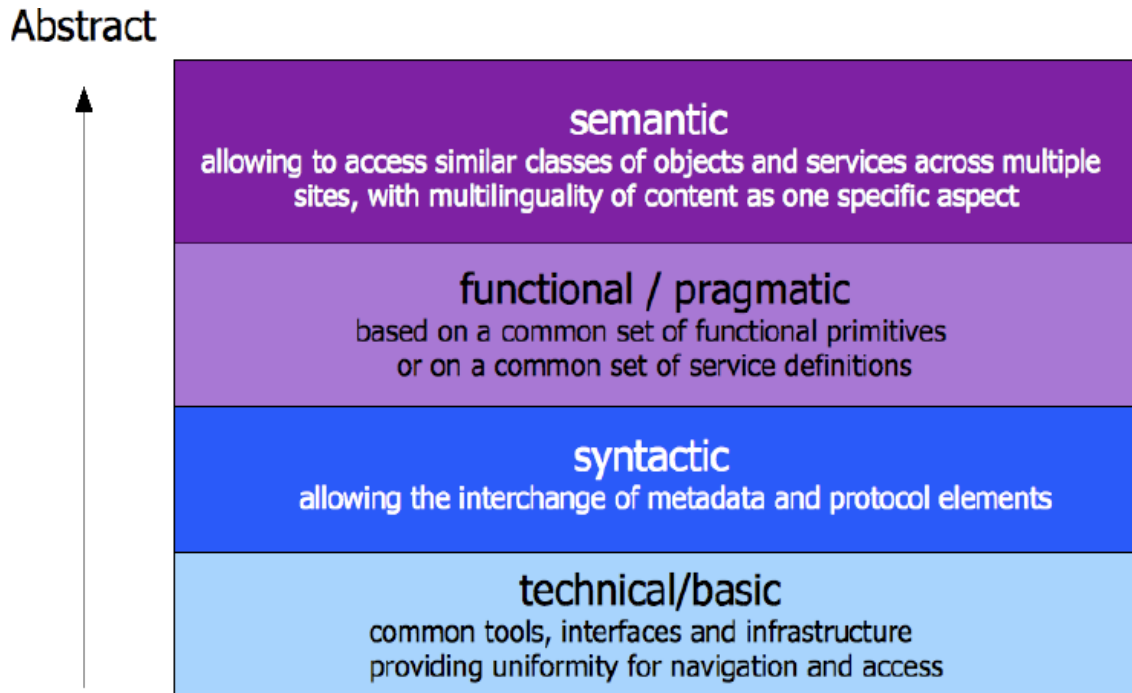 Abstract
semantic
allowing to access similar classes of objects and services across multiple
sites, with multilinguality of content as one specific aspect
functional / pragmatic
based on a common set of functional primitives
or on a common set of service definitions
syntactic
allowing the interchange of metadata and protocol elements
technical/basic
common tools, interfaces and infrastructure
providing uniformity for navigation and access